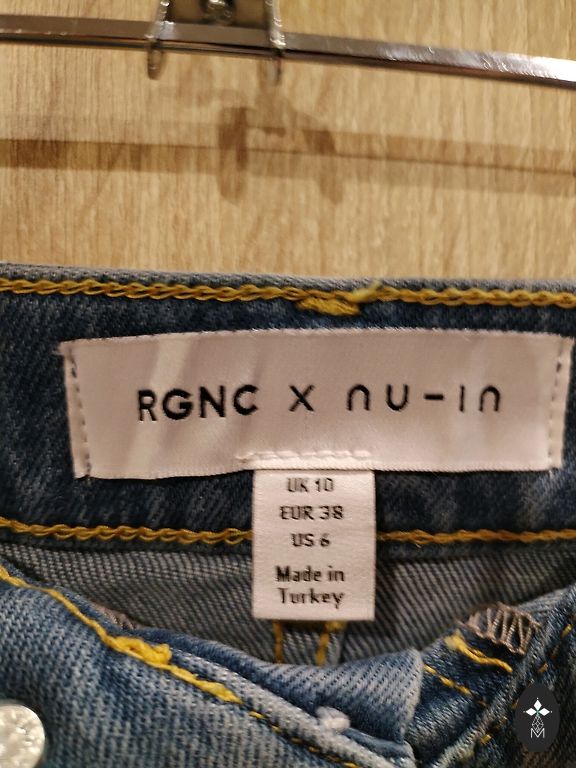 RGNC X nu-in
UK 10
EUR 38
US 6
Made in
Turkey
M